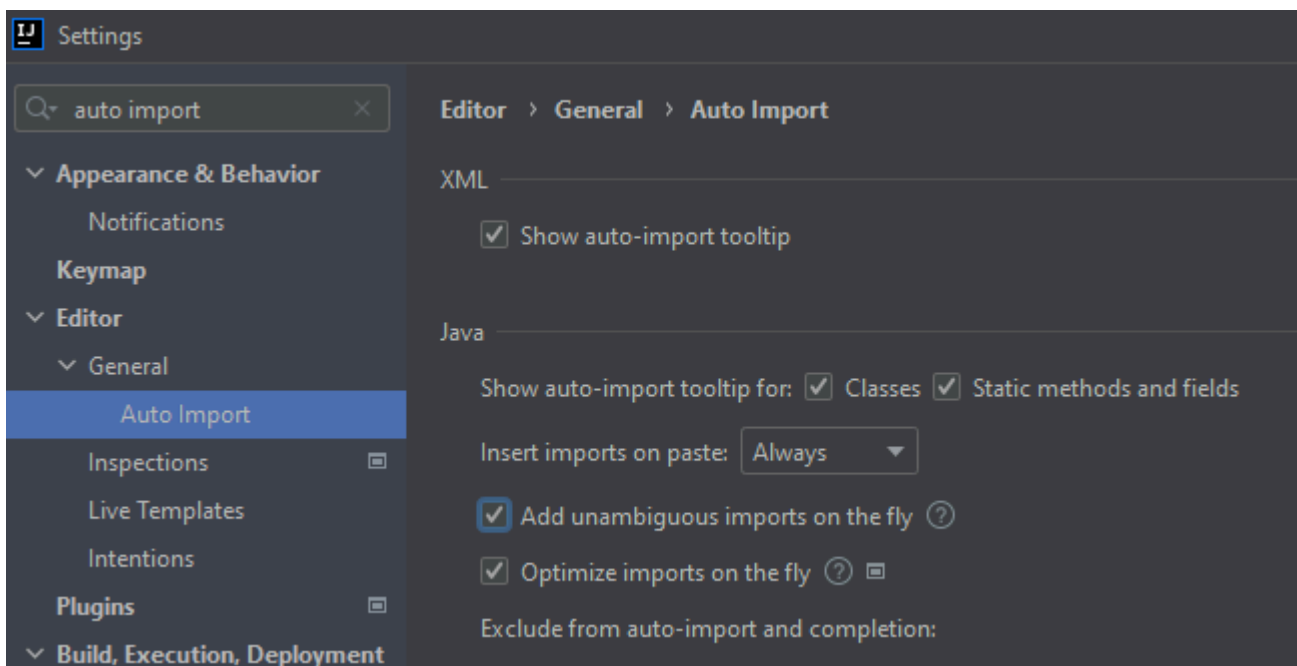 IJ
Settings
auto import
Appearance & Behavior
Notifications
Keymap
Editor
General
Auto Import
Inspections
Live Templates
Intentions
Plugins
Build, Execution, Deployment
Editor › General › Auto Import
XML
Show auto-import tooltip
Java
Show auto-import tooltip for: Classes Static methods and fields
Insert imports on paste: Always
Add unambiguous imports on the fly ?
Optimize imports on the fly ?
Exclude from auto-import and completion: